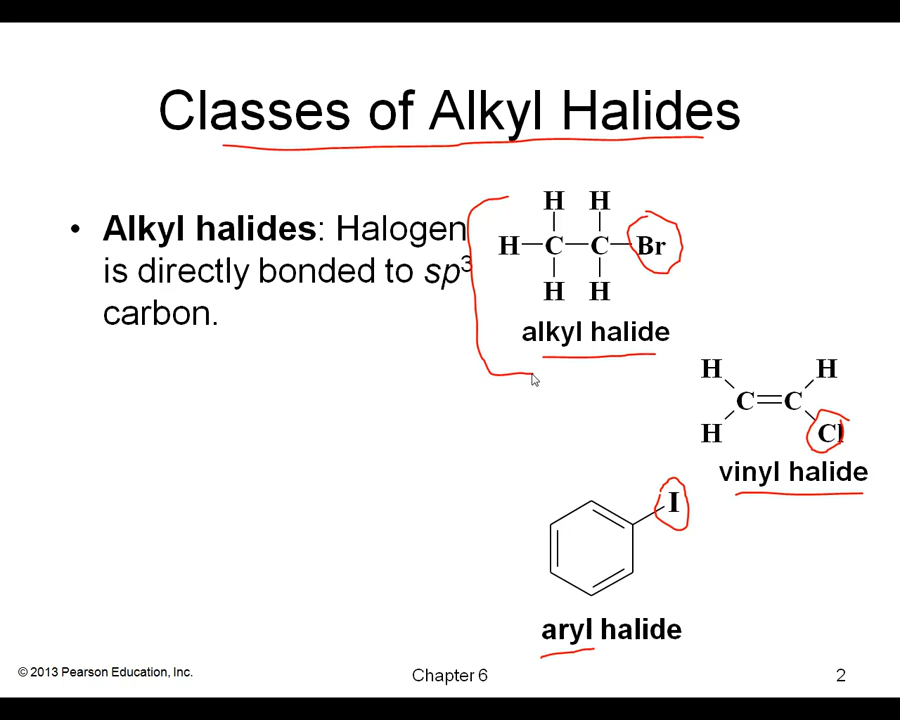 Classes of Alkyl Halides
• Alkyl halides: Halogen
is directly bonded to sp³
carbon.
H H
H–C–C–Br
H H
alkyl halide
H H
C=C
H Cl
vinyl halide
I
aryl halide
© 2013 Pearson Education, Inc.
Chapter 6
2